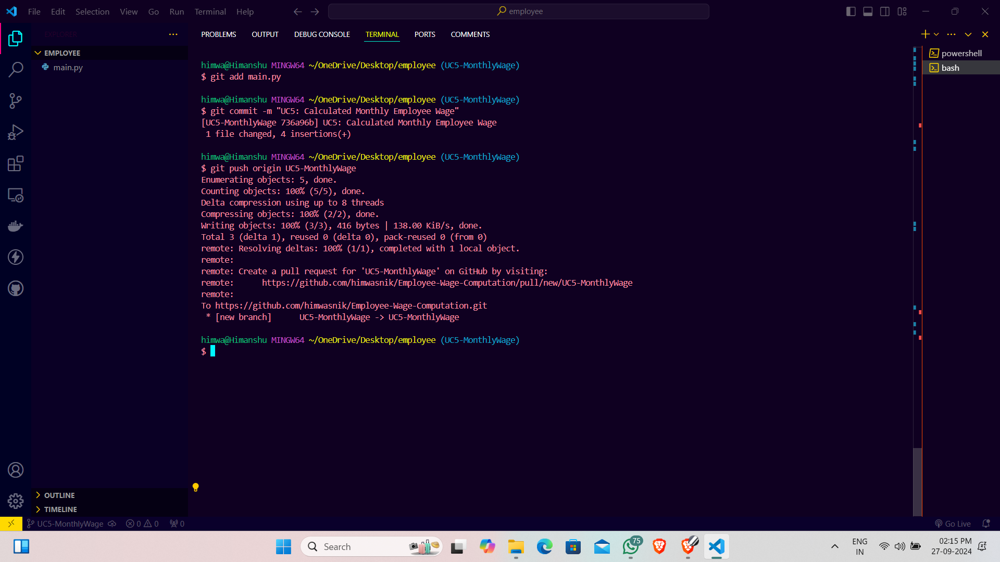 File Edit Selection View Go Run Terminal Help
employee
EXPLORER
EMPLOYEE
main.py
OUTLINE
TIMELINE
PROBLEMS OUTPUT DEBUG CONSOLE TERMINAL PORTS COMMENTS
himwa@Himanshu MINGW64 ~/OneDrive/Desktop/employee (UC5-MonthlyWage)
$ git add main.py
himwa@Himanshu MINGW64 ~/OneDrive/Desktop/employee (UC5-MonthlyWage)
$ git commit -m "UC5: Calculated Monthly Employee Wage"
[UC5-MonthlyWage 736a96b] UC5: Calculated Monthly Employee Wage
1 file changed, 4 insertions(+)
himwa@Himanshu MINGW64 ~/OneDrive/Desktop/employee (UC5-MonthlyWage)
$ git push origin UC5-MonthlyWage
Enumerating objects: 5, done.
Counting objects: 100% (5/5), done.
Delta compression using up to 8 threads
Compressing objects: 100% (2/2), done.
Writing objects: 100% (3/3), 416 bytes | 138.00 KiB/s, done.
Total 3 (delta 1), reused 0 (delta 0), pack-reused 0 (from 0)
remote: Resolving deltas: 100% (1/1), completed with 1 local object.
remote:
remote: Create a pull request for 'UC5-MonthlyWage' on GitHub by visiting:
remote:      https://github.com/himwasnik/Employee-Wage-Computation/pull/new/UC5-MonthlyWage
remote:
To https://github.com/himwasnik/Employee-Wage-Computation.git
* [new branch]      UC5-MonthlyWage -> UC5-MonthlyWage
himwa@Himanshu MINGW64 ~/OneDrive/Desktop/employee (UC5-MonthlyWage)
$
powershell
bash
UC5-MonthlyWage 0 0 0 Go Live
Search
75
ENG
IN
02:15 PM
27-09-2024